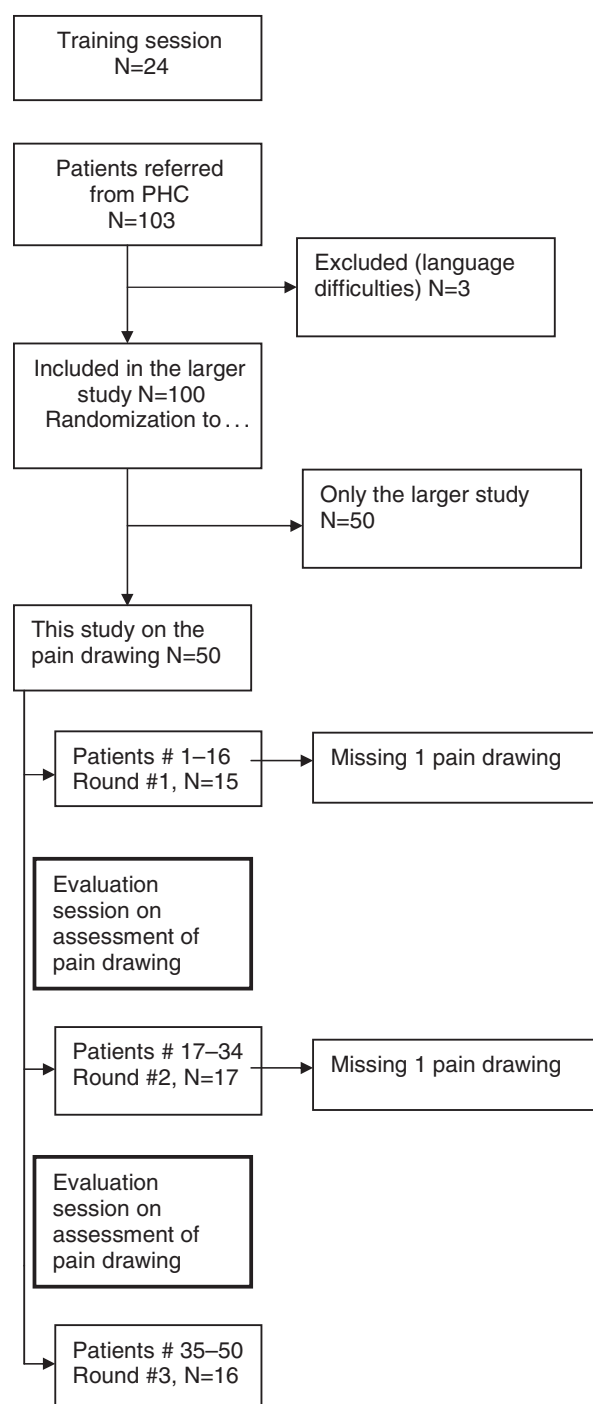 Training session
N=24
Patients referred
from PHC
N=103
Excluded (language
difficulties) N=3
Included in the larger
study N=100
Randomization to . . .
Only the larger study
N=50
This study on the
pain drawing N=50
Patients # 1–16
Round #1, N=15
Missing 1 pain drawing
Evaluation
session on
assessment of
pain drawing
Patients # 17–34
Round #2, N=17
Missing 1 pain drawing
Evaluation
session on
assessment of
pain drawing
Patients # 35–50
Round #3, N=16